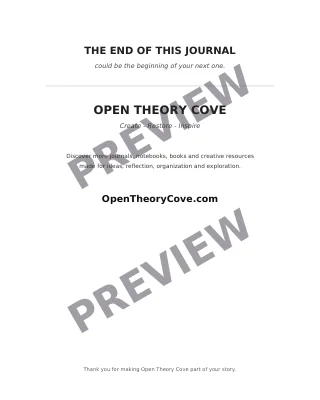 THE END OF THIS JOURNAL
could be the beginning of your next one.
OPEN THEORY COVE
Create - Restore - Inspire
Discover more journals, notebooks, books and creative resources
made for ideas, reflection, organization and exploration.
PREVIEW
OpenTheoryCove.com
PREVIEW
Thank you for making Open Theory Cove part of your story.